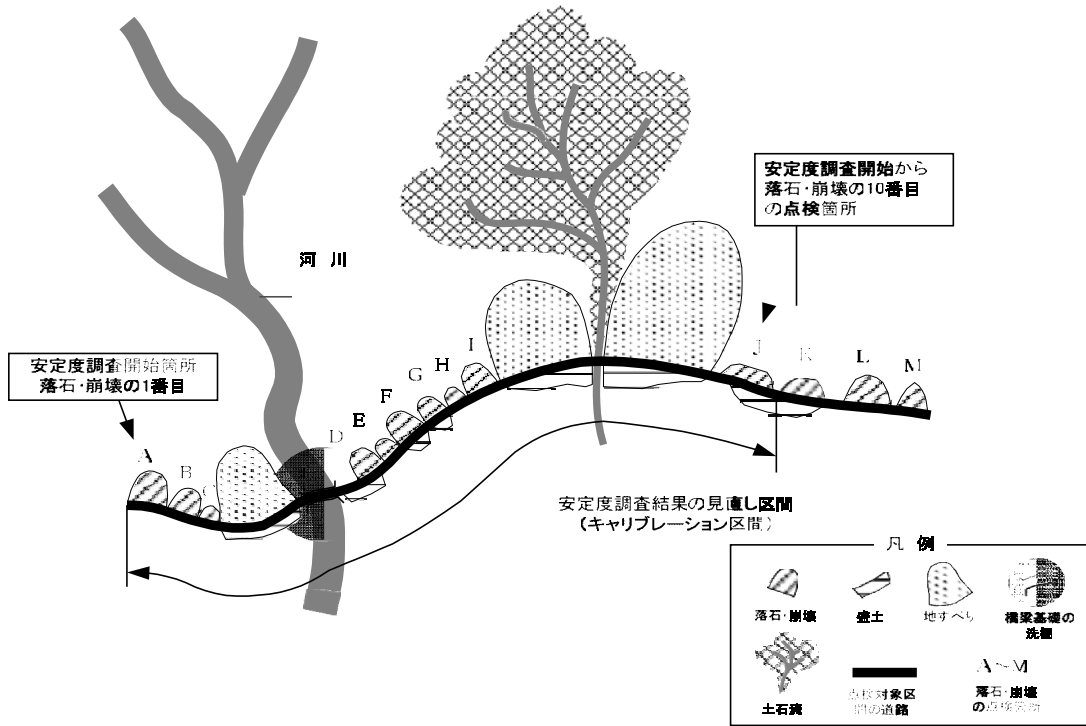 安定度調査開始から
落石・崩壊の10番目
の点検箇所
河 川
安定度調査開始箇所
落石・崩壊の1番目
A
B
C
D
E
F
G
H
I
J
K
L
M
安定度調査結果の見直し区間
(キャリブレーション区間)
凡 例
落石・崩壊
盛土
地すべり
橋梁基礎の
洗掘
土石流
点検対象区
間の道路
A～M
落石・崩壊
の点検箇所